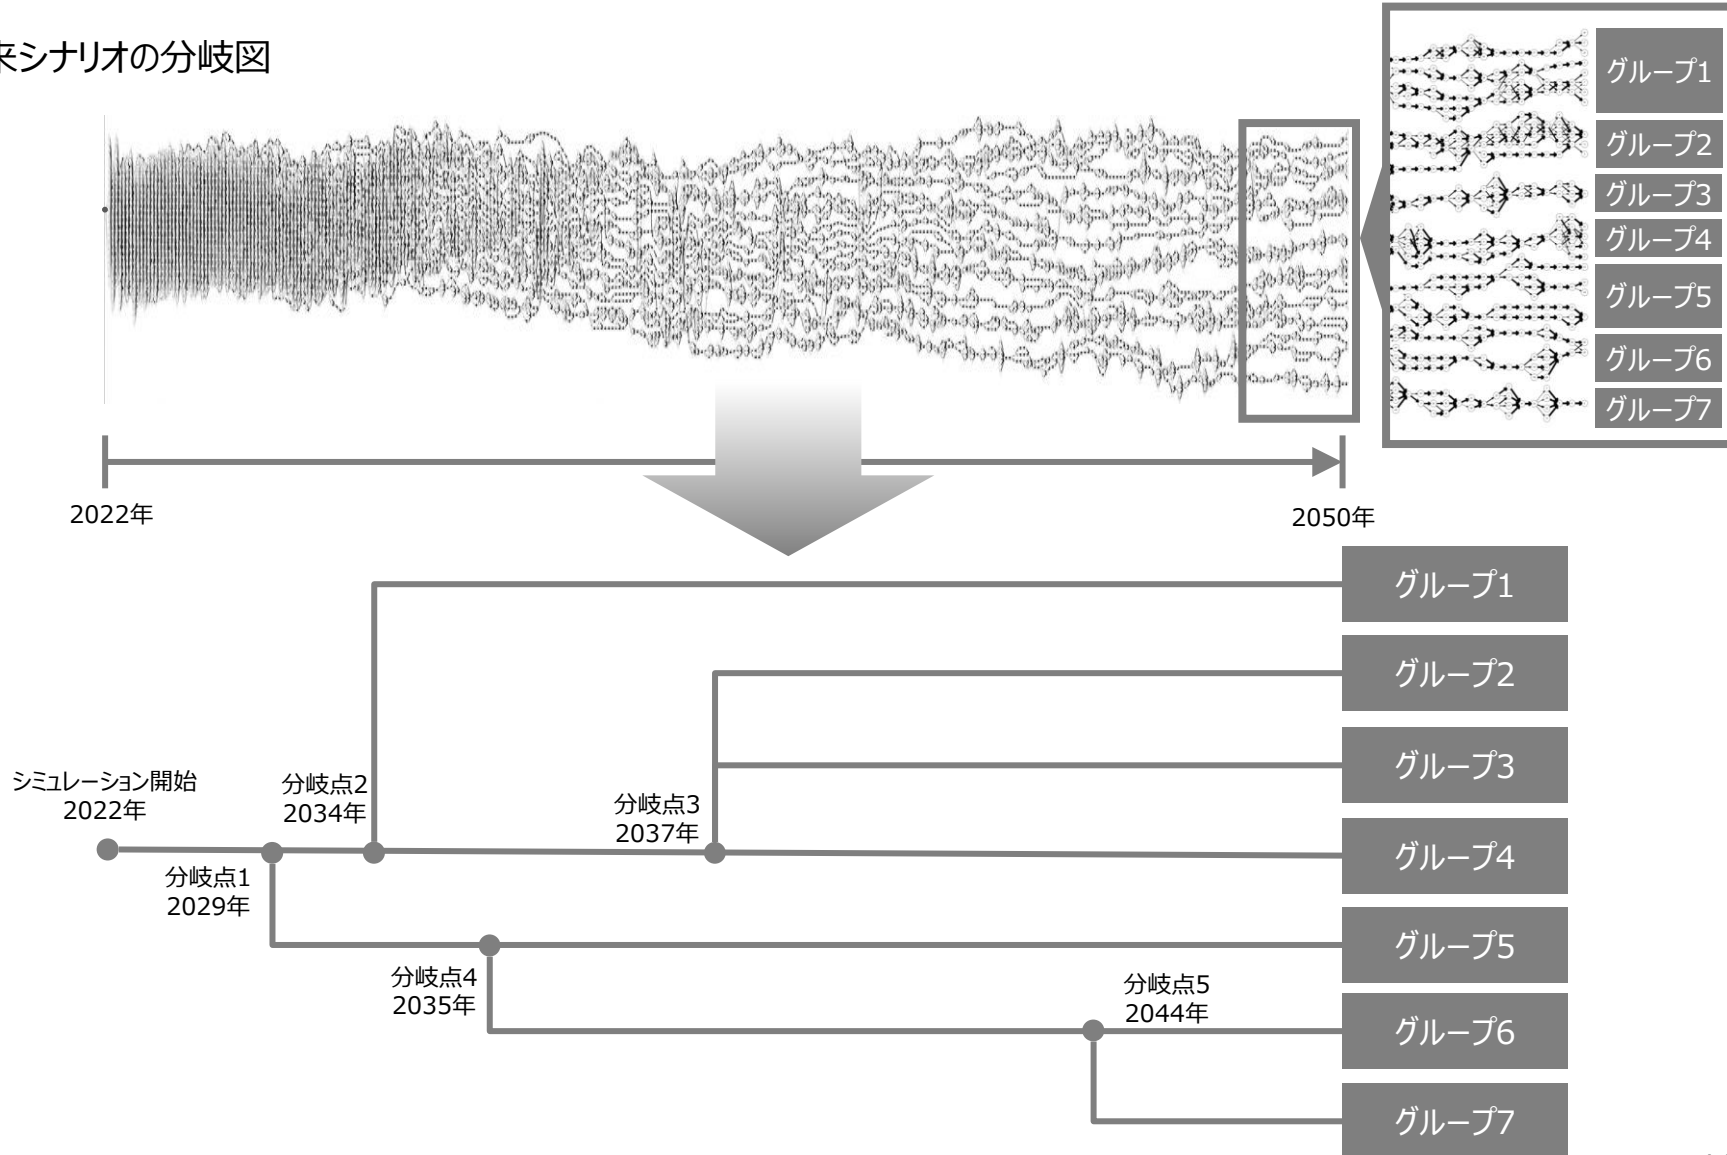 来シナリオの分岐図
グループ1
グループ2
グループ3
グループ4
グループ5
グループ6
グループ7
2022年
2050年
グループ1
グループ2
グループ3
グループ4
グループ5
グループ6
グループ7
シミュレーション開始
2022年
分岐点1
2029年
分岐点2
2034年
分岐点3
2037年
分岐点4
2035年
分岐点5
2044年